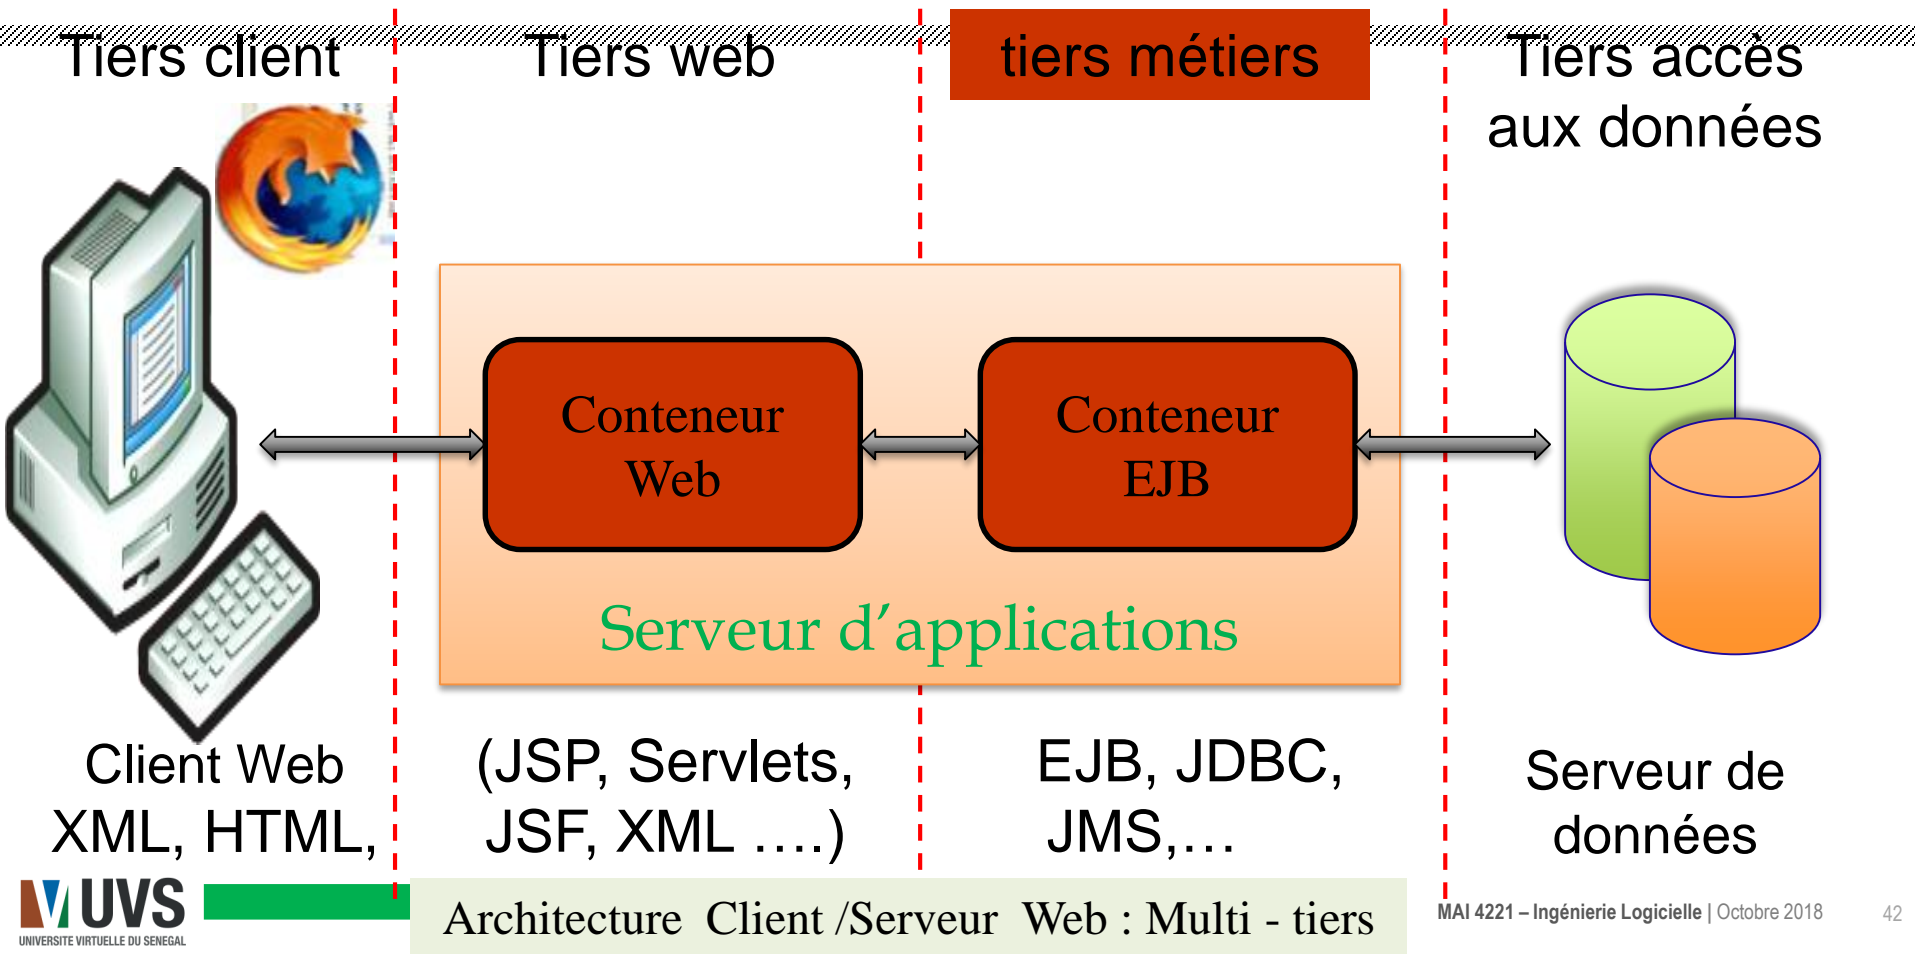 Tiers client
Tiers web
tiers métiers
Tiers accès
aux données
Conteneur
Web
Conteneur
EJB
Serveur d’applications
Client Web
XML, HTML,
(JSP, Servlets,
JSF, XML ....)
EJB, JDBC,
JMS,...
Serveur de
données
UVS
UNIVERSITE VIRTUELLE DU SENEGAL
Architecture Client /Serveur Web : Multi - tiers
MAI 4221 – Ingénierie Logicielle | Octobre 2018
42